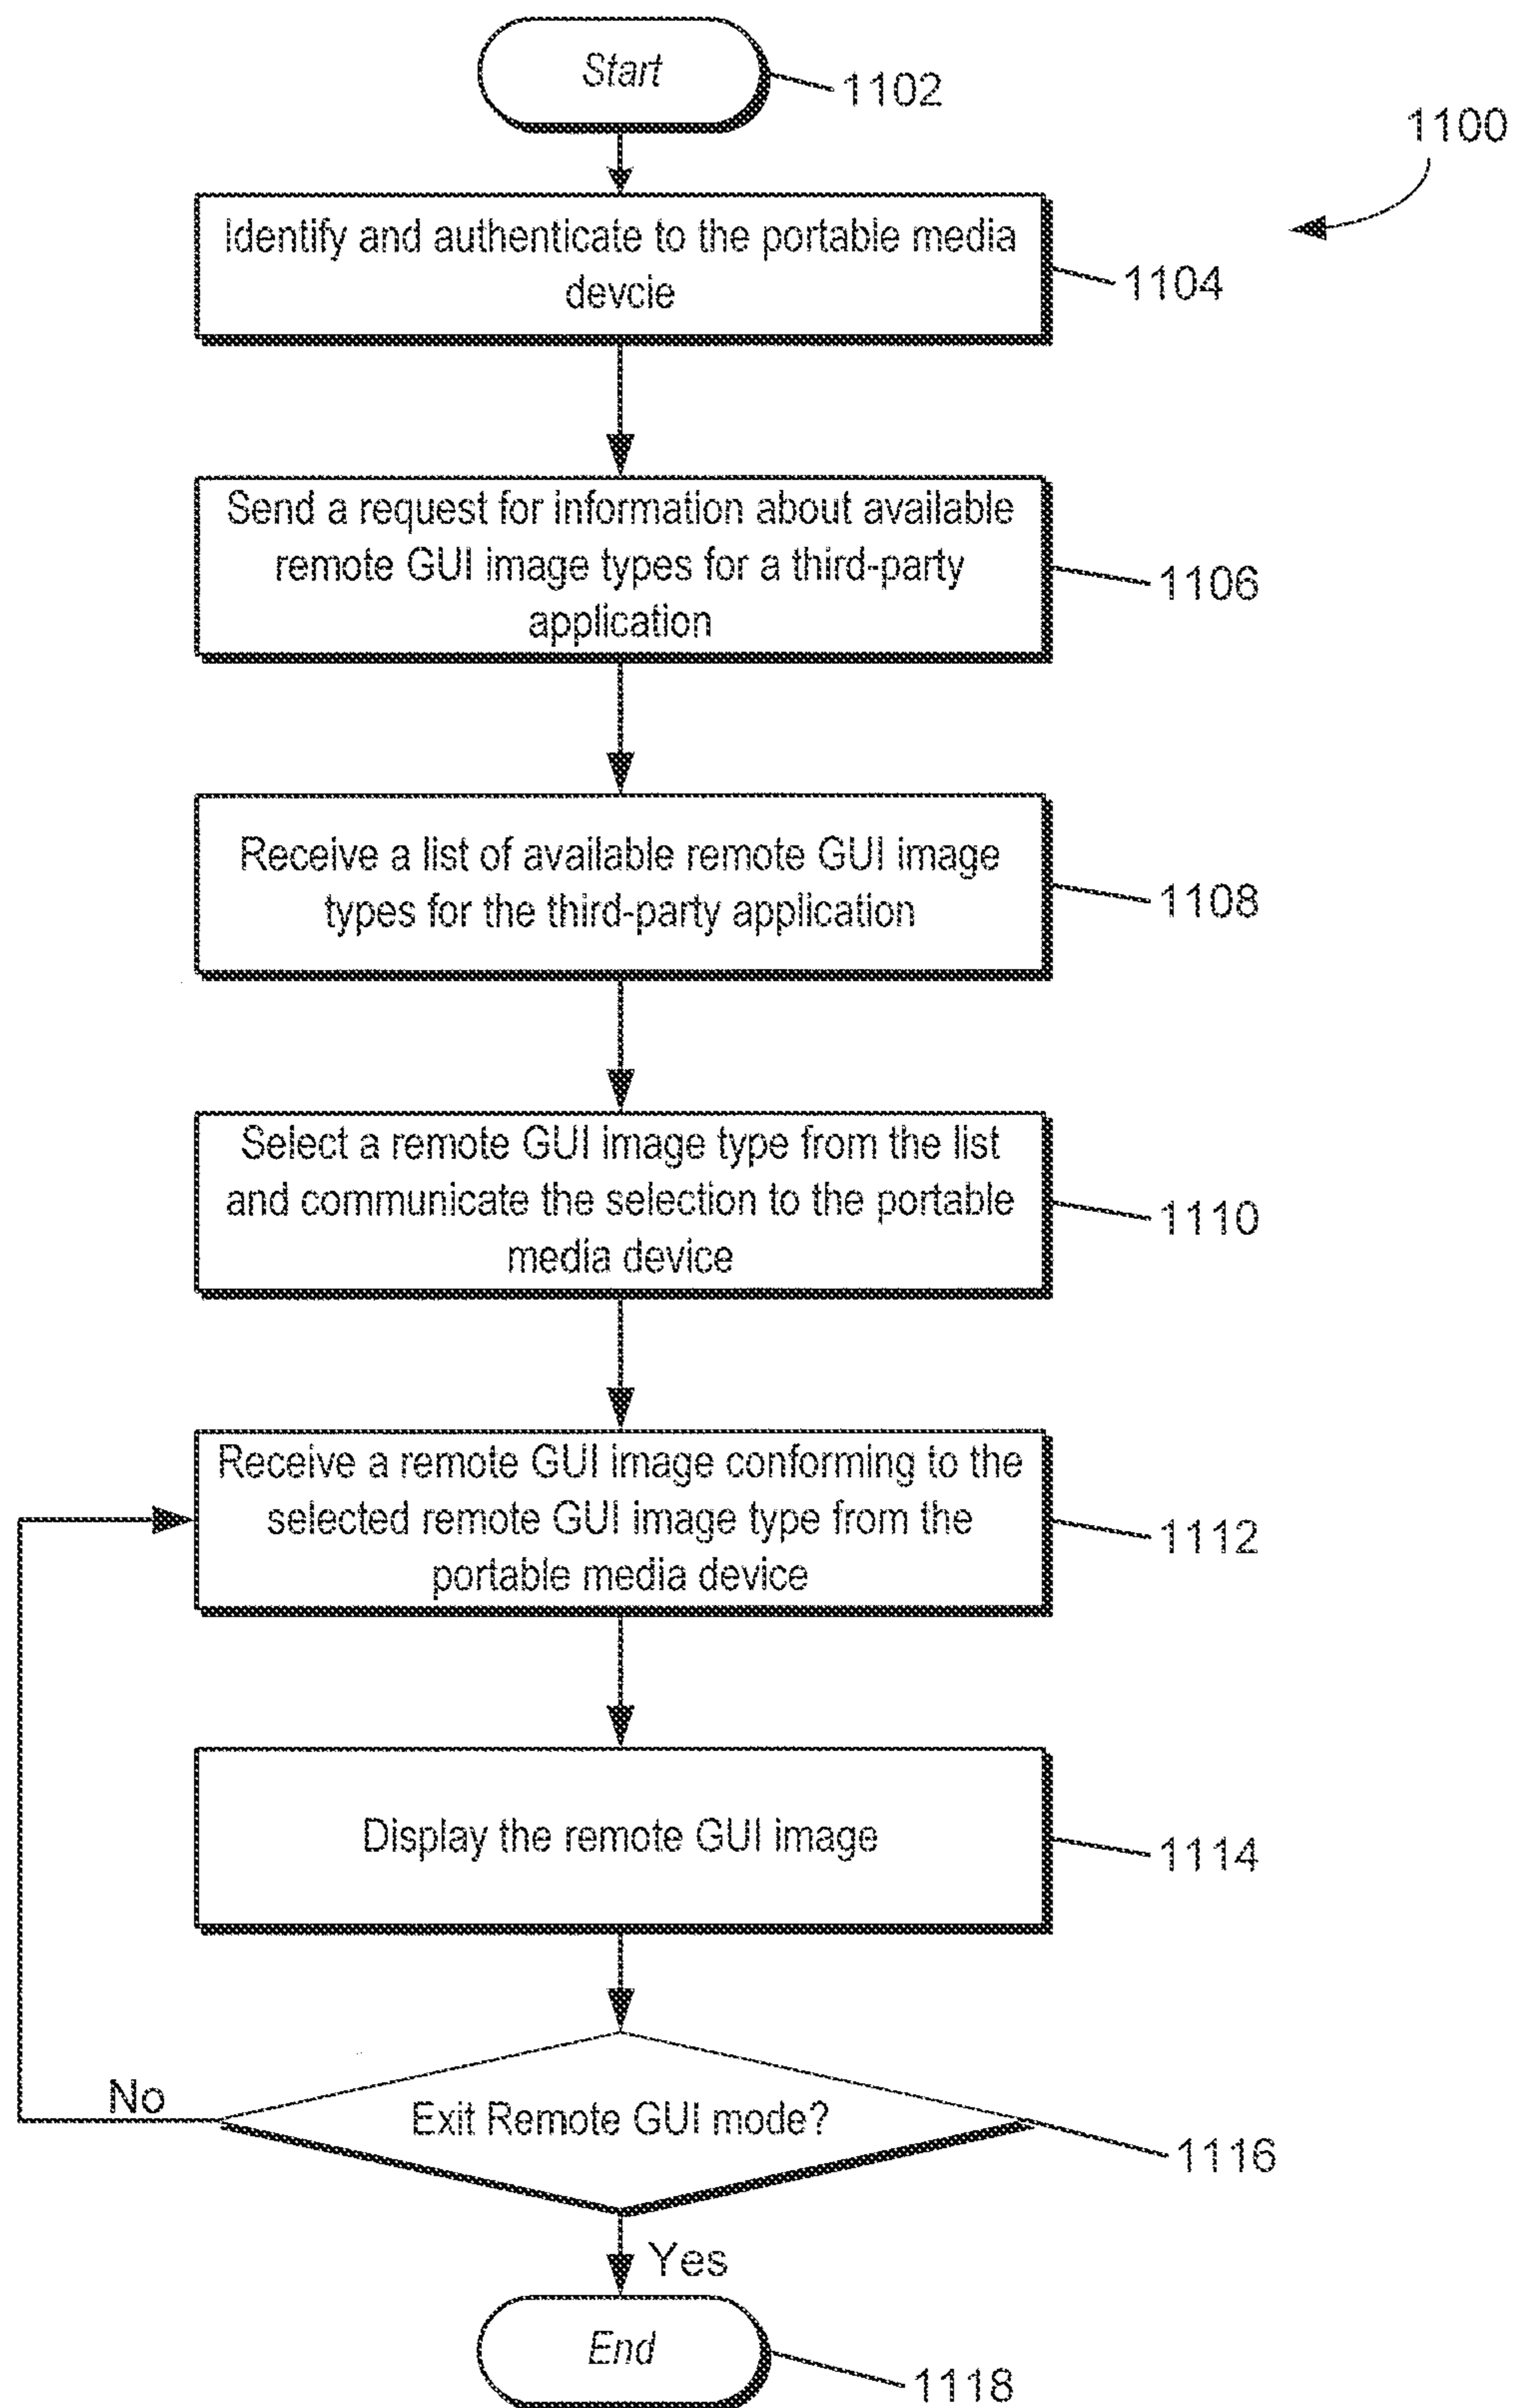 Start
1102
1100
Identify and authenticate to the portable media
devcie
1104
Send a request for information about available
remote GUI image types for a third-party
application
1106
Receive a list of available remote GUI image
types for the third-party application
1108
Select a remote GUI image type from the list
and communicate the selection to the portable
media device
1110
Receive a remote GUI image conforming to the
selected remote GUI image type from the
portable media device
1112
Display the remote GUI image
1114
No
Exit Remote GUI mode?
1116
Yes
End
1118